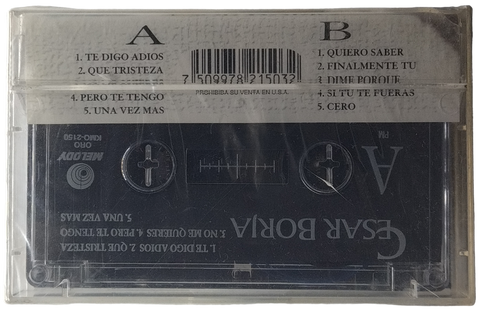 A
1. TE DIGO ADIOS
2. QUE TRISTEZA
4. PERO TE TENGO
5. UNA VEZ MAS
B
1. QUIERO SABER
2. FINALMENTE TU
3. DIME PORQUE
4. SI TU TE FUERAS
5. CERO
7 509978 215032
PROHIBIDA SU VENTA EN U.S.A.
CESAR BORJA
1. TE DIGO ADIOS 2. QUE TRISTEZA
3. NO ME QUIERES 4. PERO TE TENGO
5. UNA VEZ MAS
A
MELODY
ORO
RMO-2150